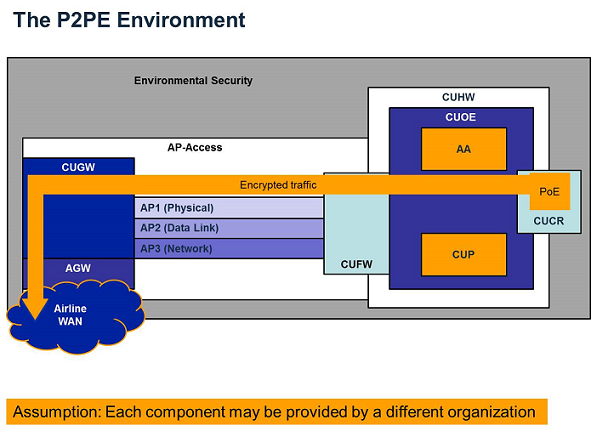 The P2PE Environment
Environmental Security
CUHW
CUOE
AP-Access
AA
CUGW
Encrypted traffic
PoE
AP1 (Physical)
CUCR
AP2 (Data Link)
AP3 (Network)
CUP
CUFW
AGW
Airline
WAN
Assumption: Each component may be provided by a different organization